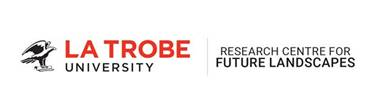 LA TROBE
UNIVERSITY
RESEARCH CENTRE FOR
FUTURE LANDSCAPES